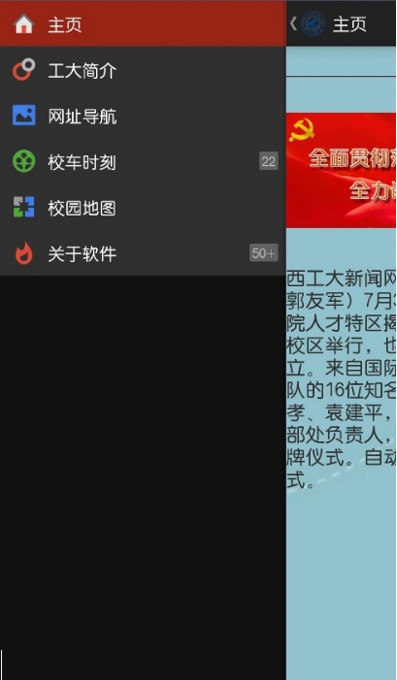 主页
工大简介
网址导航
校车时刻
22
校园地图
关于软件
50+
主页
全面贯彻
全力
西工大新闻网
郭友军）7月3
院人才特区揭
校区举行，也
立。来自国际
队的16位知名
孝、袁建平，
部处负责人，
牌仪式。自动
式。